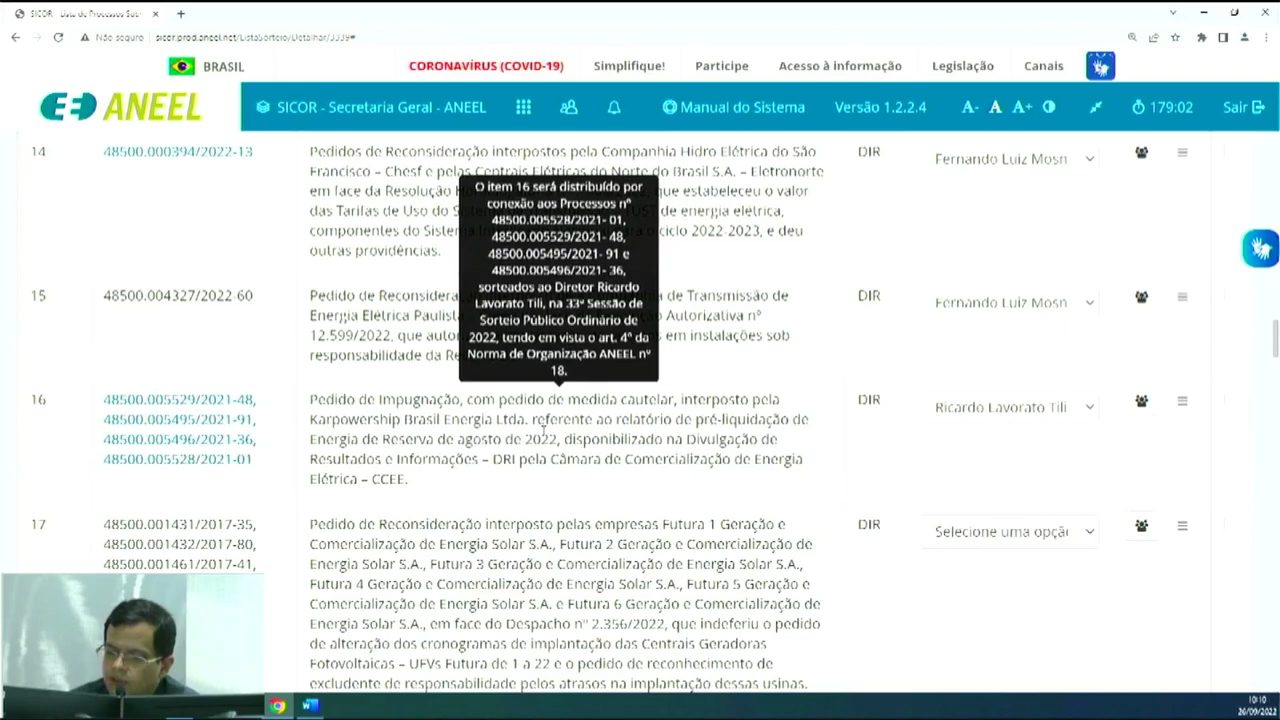 SICOR - Lista de Processos Sort
Não seguro
sicor.prod.aneel.net/ListaSorteio/Detalhar/3339#
BRASIL
CORONAVÍRUS (COVID-19)
Simplifique!
Participe
Acesso à informação
Legislação
Canais
ANEEL
SICOR - Secretaria Geral - ANEEL
Manual do Sistema
Versão 1.2.2.4
A-
A
A+
179:02
Sair
14
48500.000394/2022-13
Pedidos de Reconsideração interpostos pela Companhia Hidro Elétrica do São
Francisco – Chesf e pelas Centrais Elétricas do Norte do Brasil S.A. – Eletronorte
em face da Resolução que estabeleceu o valor
das Tarifas de Uso do de energia elétrica,
componentes do Sistema ciclo 2022-2023, e deu
outras providências.
DIR
Fernando Luiz Mosn
O item 16 será distribuído por
conexão aos Processos nº
48500.005528/2021- 01,
48500.005529/2021- 48,
48500.005495/2021- 91 e
48500.005496/2021- 36,
sorteados ao Diretor Ricardo
Lavorato Tili, na 33ª Sessão de
Sorteio Público Ordinário de
2022, tendo em vista o art. 4º da
Norma de Organização ANEEL nº
18.
15
48500.004327/2022-60
Pedido de Reconsideração de Transmissão de
Energia Elétrica Paulista Autorizativa nº
12.599/2022, que em instalações sob
responsabilidade da
DIR
Fernando Luiz Mosn
16
48500.005529/2021-48,
48500.005495/2021-91,
48500.005496/2021-36,
48500.005528/2021-01
Pedido de Impugnação, com pedido de medida cautelar, interposto pela
Karpowership Brasil Energia Ltda. referente ao relatório de pré-liquidação de
Energia de Reserva de agosto de 2022, disponibilizado na Divulgação de
Resultados e Informações – DRI pela Câmara de Comercialização de Energia
Elétrica – CCEE.
DIR
Ricardo Lavorato Tili
17
48500.001431/2017-35,
48500.001432/2017-80,
48500.001461/2017-41,
Pedido de Reconsideração interposto pelas empresas Futura 1 Geração e
Comercialização de Energia Solar S.A., Futura 2 Geração e Comercialização de
Energia Solar S.A., Futura 3 Geração e Comercialização de Energia Solar S.A.,
Futura 4 Geração e Comercialização de Energia Solar S.A., Futura 5 Geração e
Comercialização de Energia Solar S.A. e Futura 6 Geração e Comercialização de
Energia Solar S.A., em face do Despacho nº 2.356/2022, que indeferiu o pedido
de alteração dos cronogramas de implantação das Centrais Geradoras
Fotovoltaicas – UFVs Futura de 1 a 22 e o pedido de reconhecimento de
excludente de responsabilidade pelos atrasos na implantação dessas usinas.
DIR
Selecione uma opçã
10:10
26/09/2022